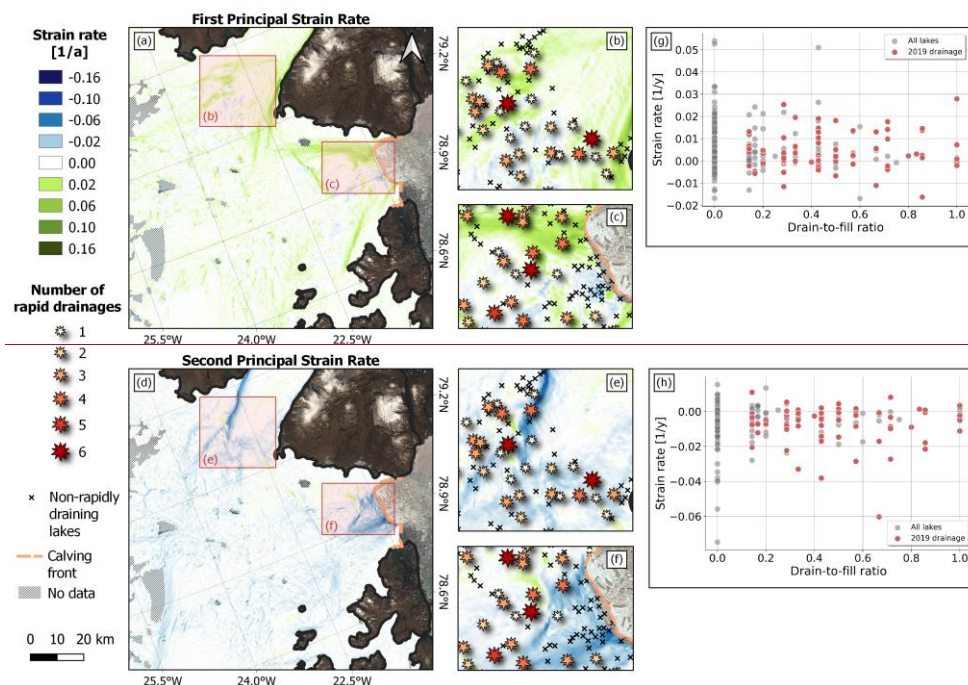 First Principal Strain Rate
Strain rate
[1/a]
-0.16
-0.10
-0.06
-0.02
0.00
0.02
0.06
0.10
0.16
Number of
rapid drainages
1
2
3
4
5
6
Non-rapidly
draining
lakes
Calving
front
No data
0 10 20 km
(a)
(b)
(c)
79.2°N
78.9°N
78.6°N
25.5°W 24.0°W 22.5°W
(b)
(c)
(g)
All lakes
2019 drainage
Strain rate [1/y]
0.05
0.04
0.03
0.02
0.01
0.00
−0.01
−0.02
0.0 0.2 0.4 0.6 0.8 1.0
Drain-to-fill ratio
Second Principal Strain Rate
(d)
(e)
(f)
79.2°N
78.9°N
78.6°N
25.5°W 24.0°W 22.5°W
(e)
(f)
(h)
All lakes
2019 drainage
Strain rate [1/y]
0.00
−0.02
−0.04
−0.06
0.0 0.2 0.4 0.6 0.8 1.0
Drain-to-fill ratio